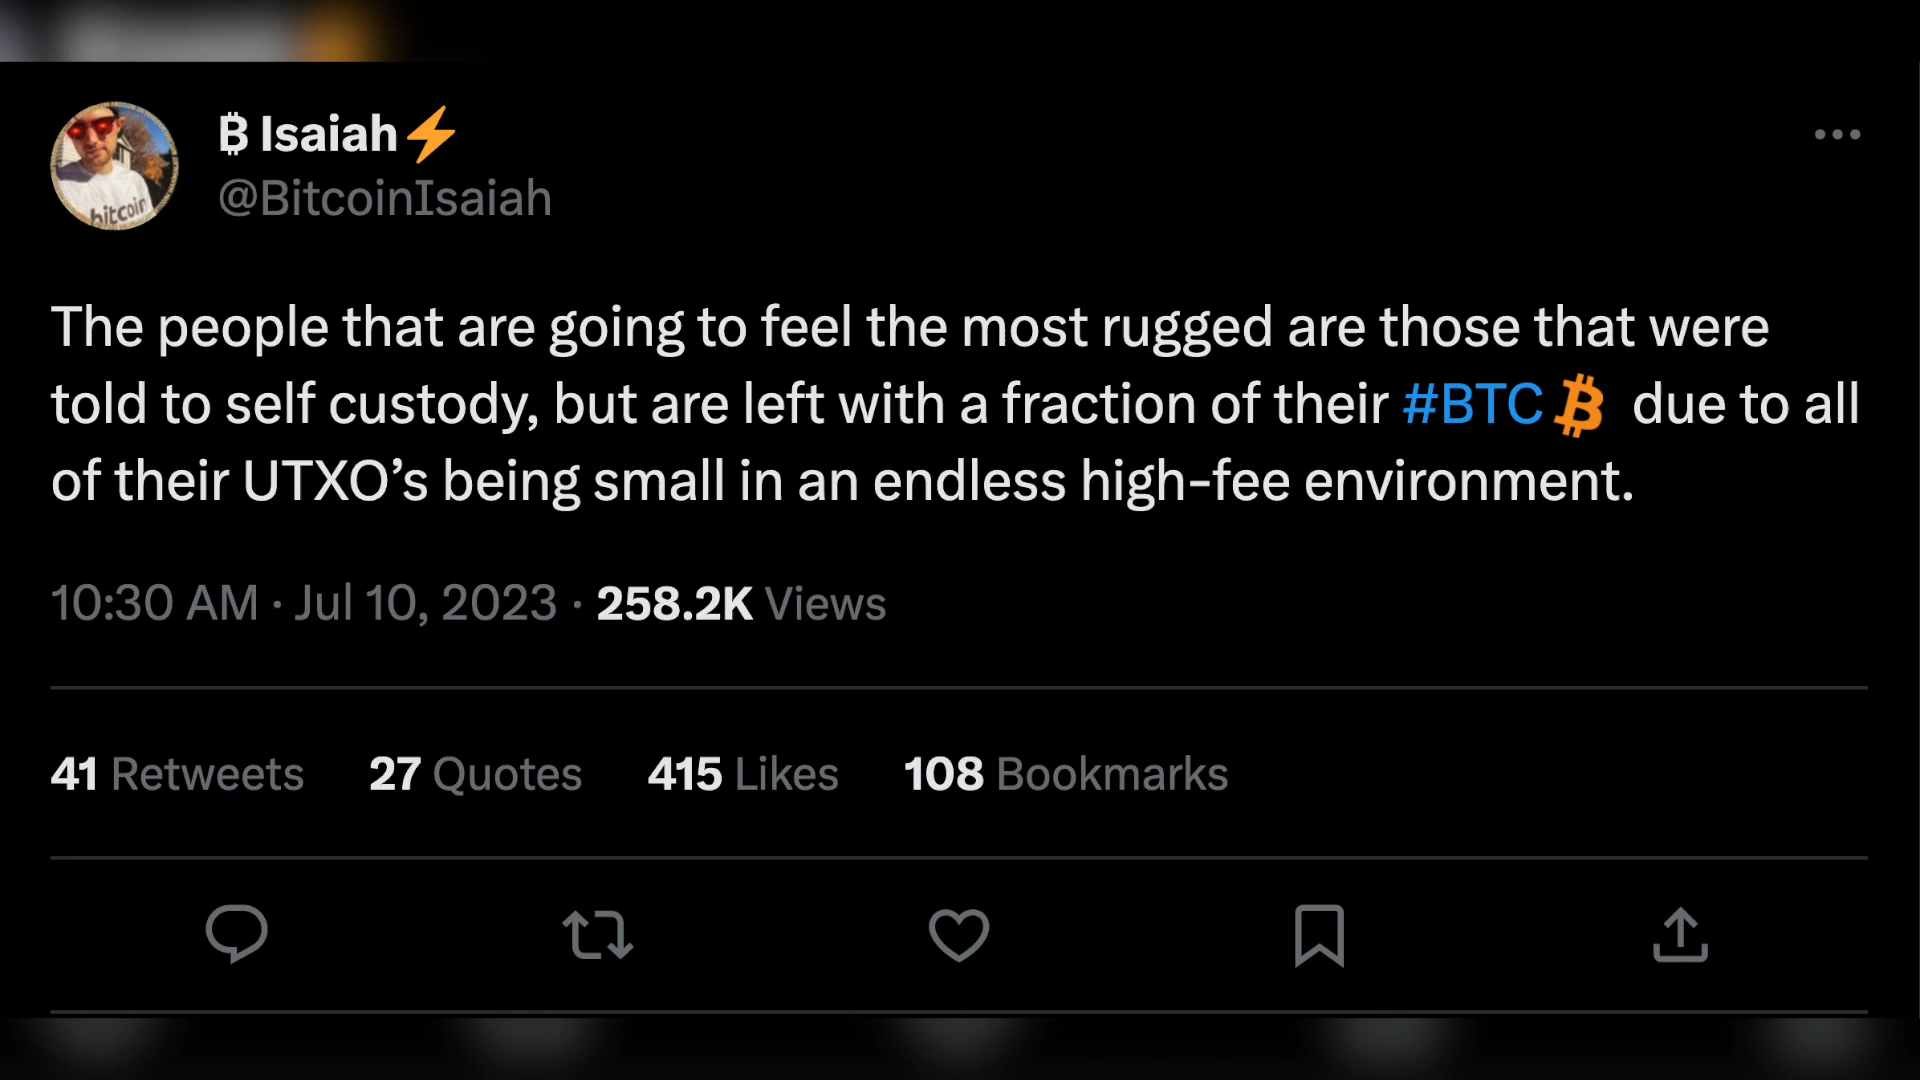 ₿ Isaiah⚡
@BitcoinIsaiah
bitcoin
The people that are going to feel the most rugged are those that were
told to self custody, but are left with a fraction of their #BTC₿ due to all
of their UTXO’s being small in an endless high-fee environment.
10:30 AM · Jul 10, 2023 · 258.2K Views
41 Retweets 27 Quotes 415 Likes 108 Bookmarks